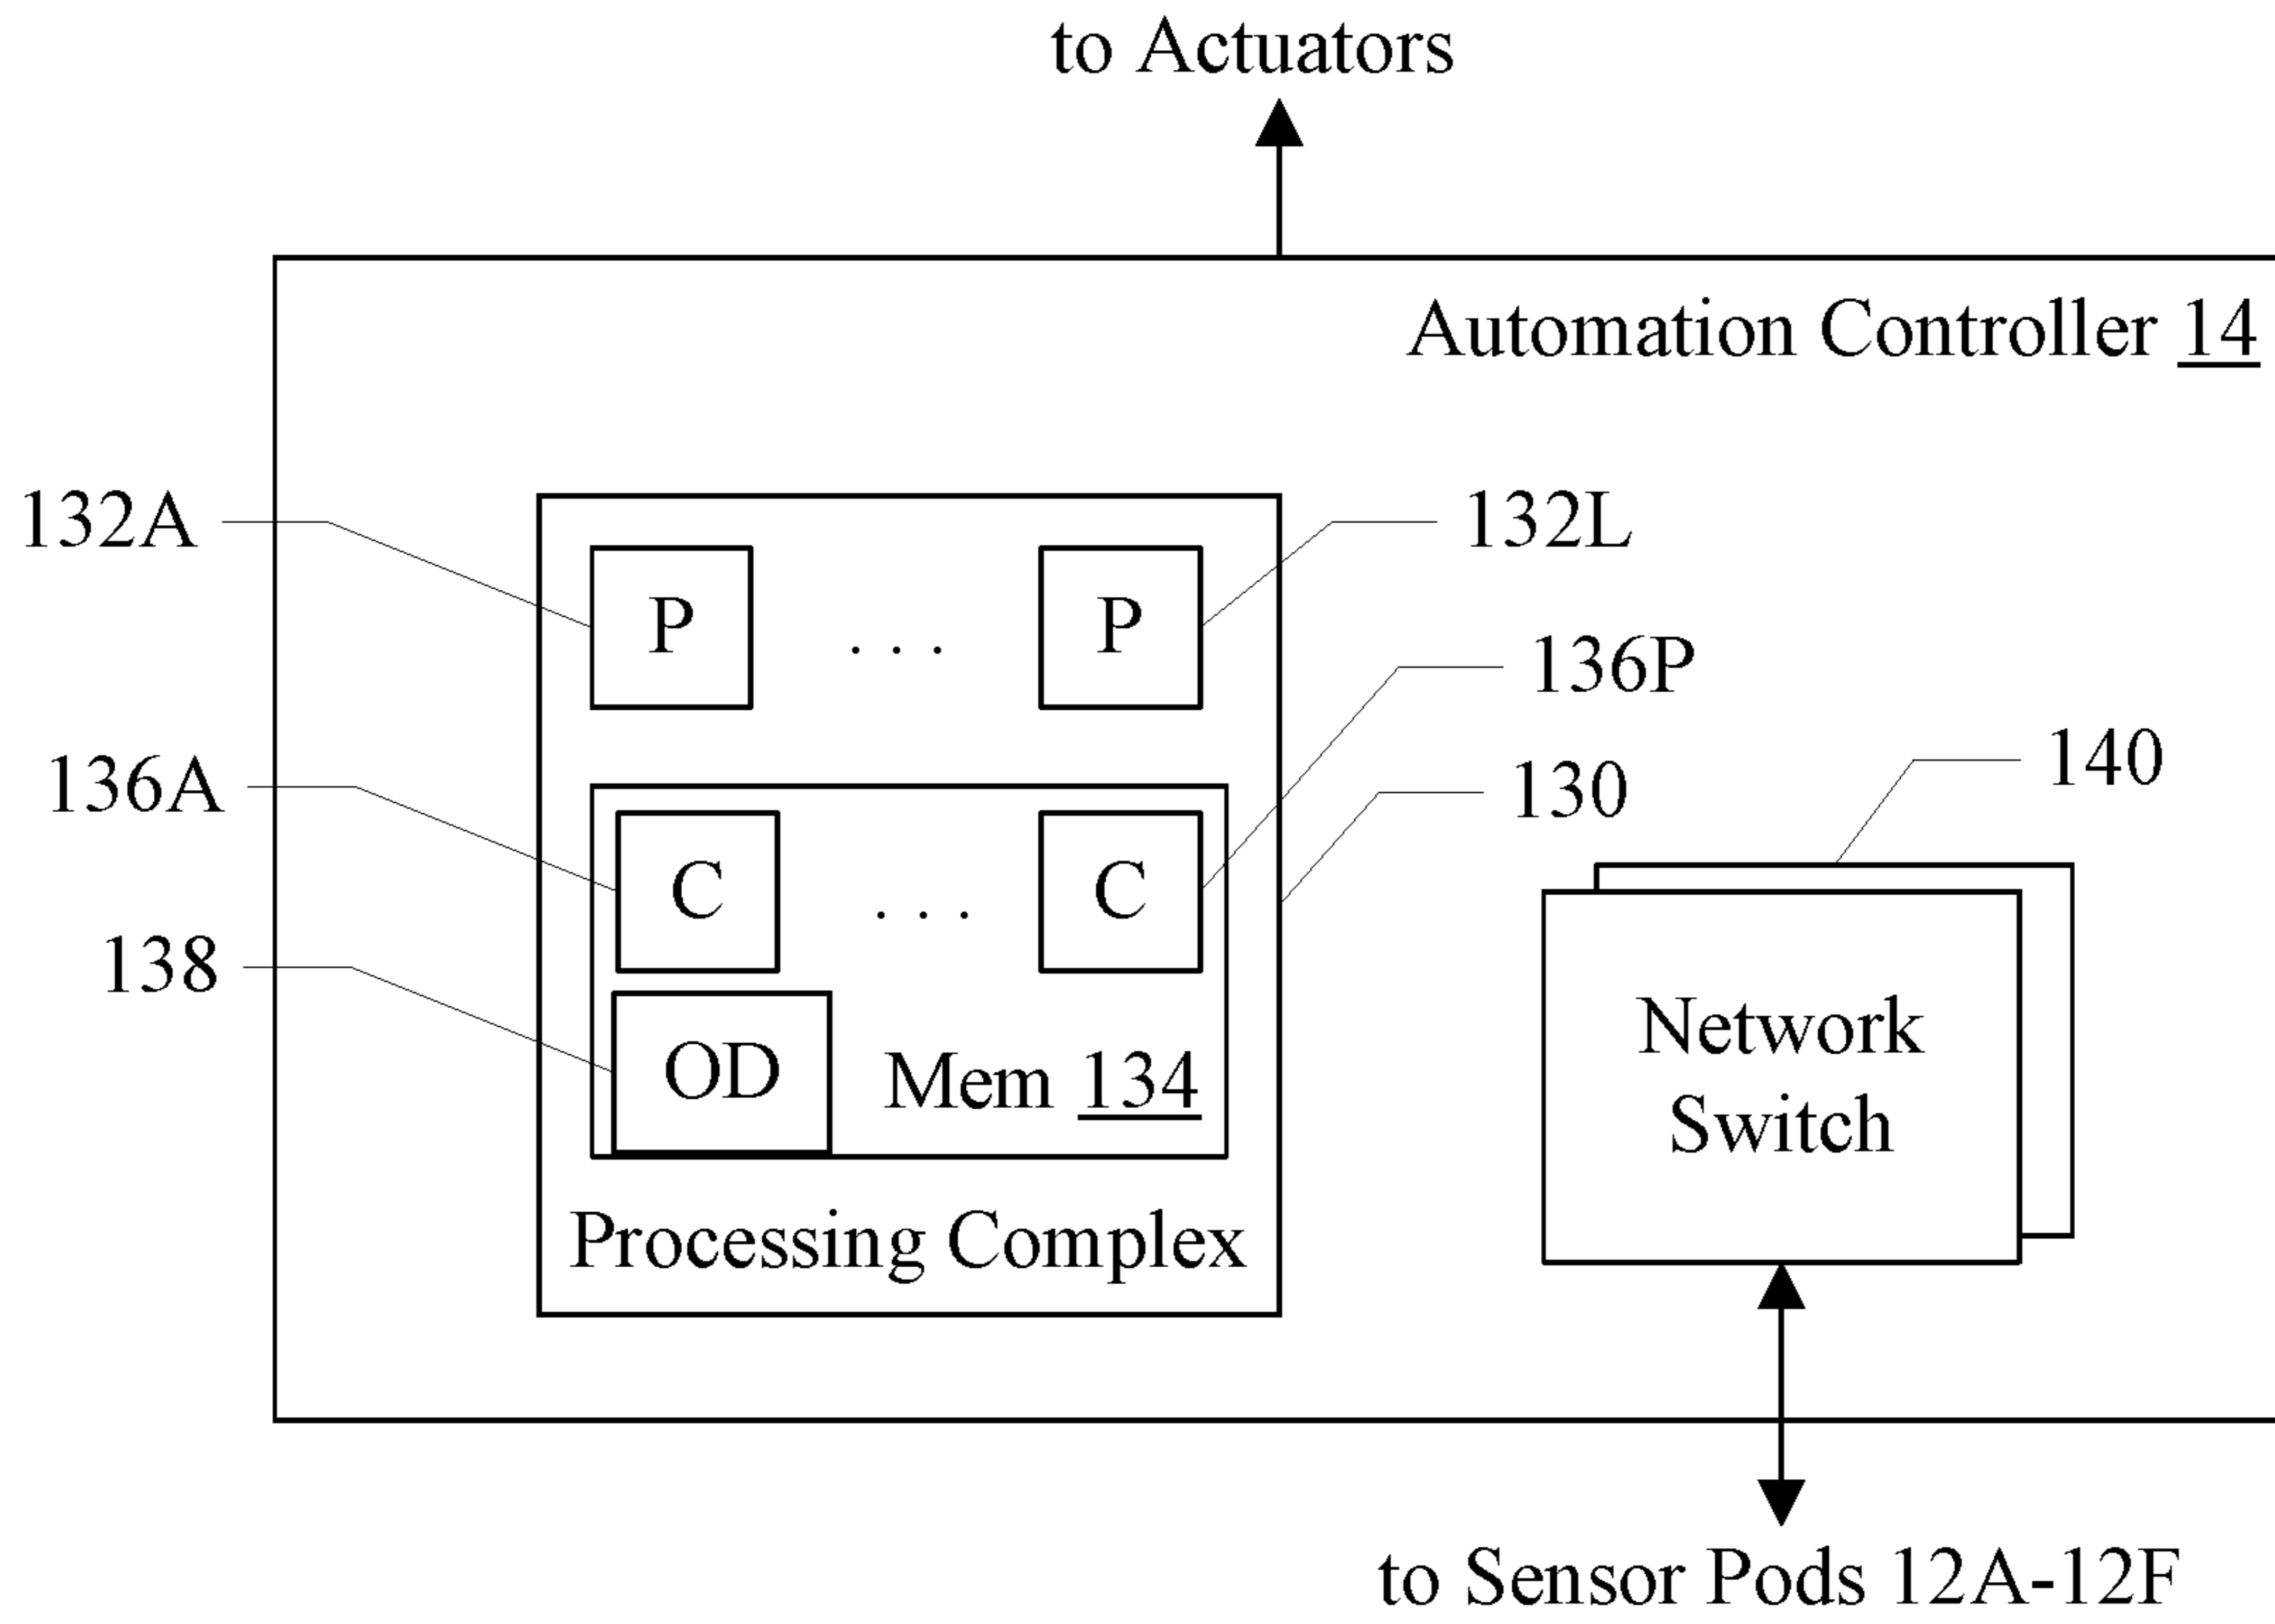 to Actuators
Automation Controller 14
132A
132L
P
. . .
P
136P
136A
130
140
C
. . .
C
138
OD
Mem 134
Network
Switch
Processing Complex
to Sensor Pods 12A-12F